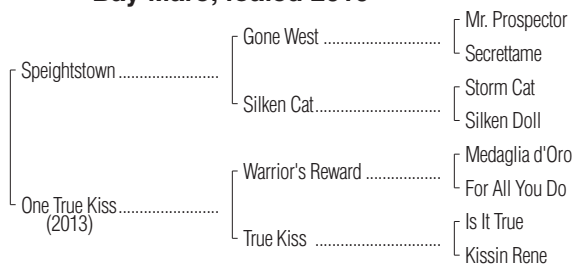 Bay Mare; foaled
Mr. Prospector
Gone West
Secrettame
Speightstown
Storm Cat
Silken Cat
Silken Doll
Medaglia d'Oro
Warrior's Reward
For All You Do
One True Kiss
(2013)
Is It True
True Kiss
Kissin Rene